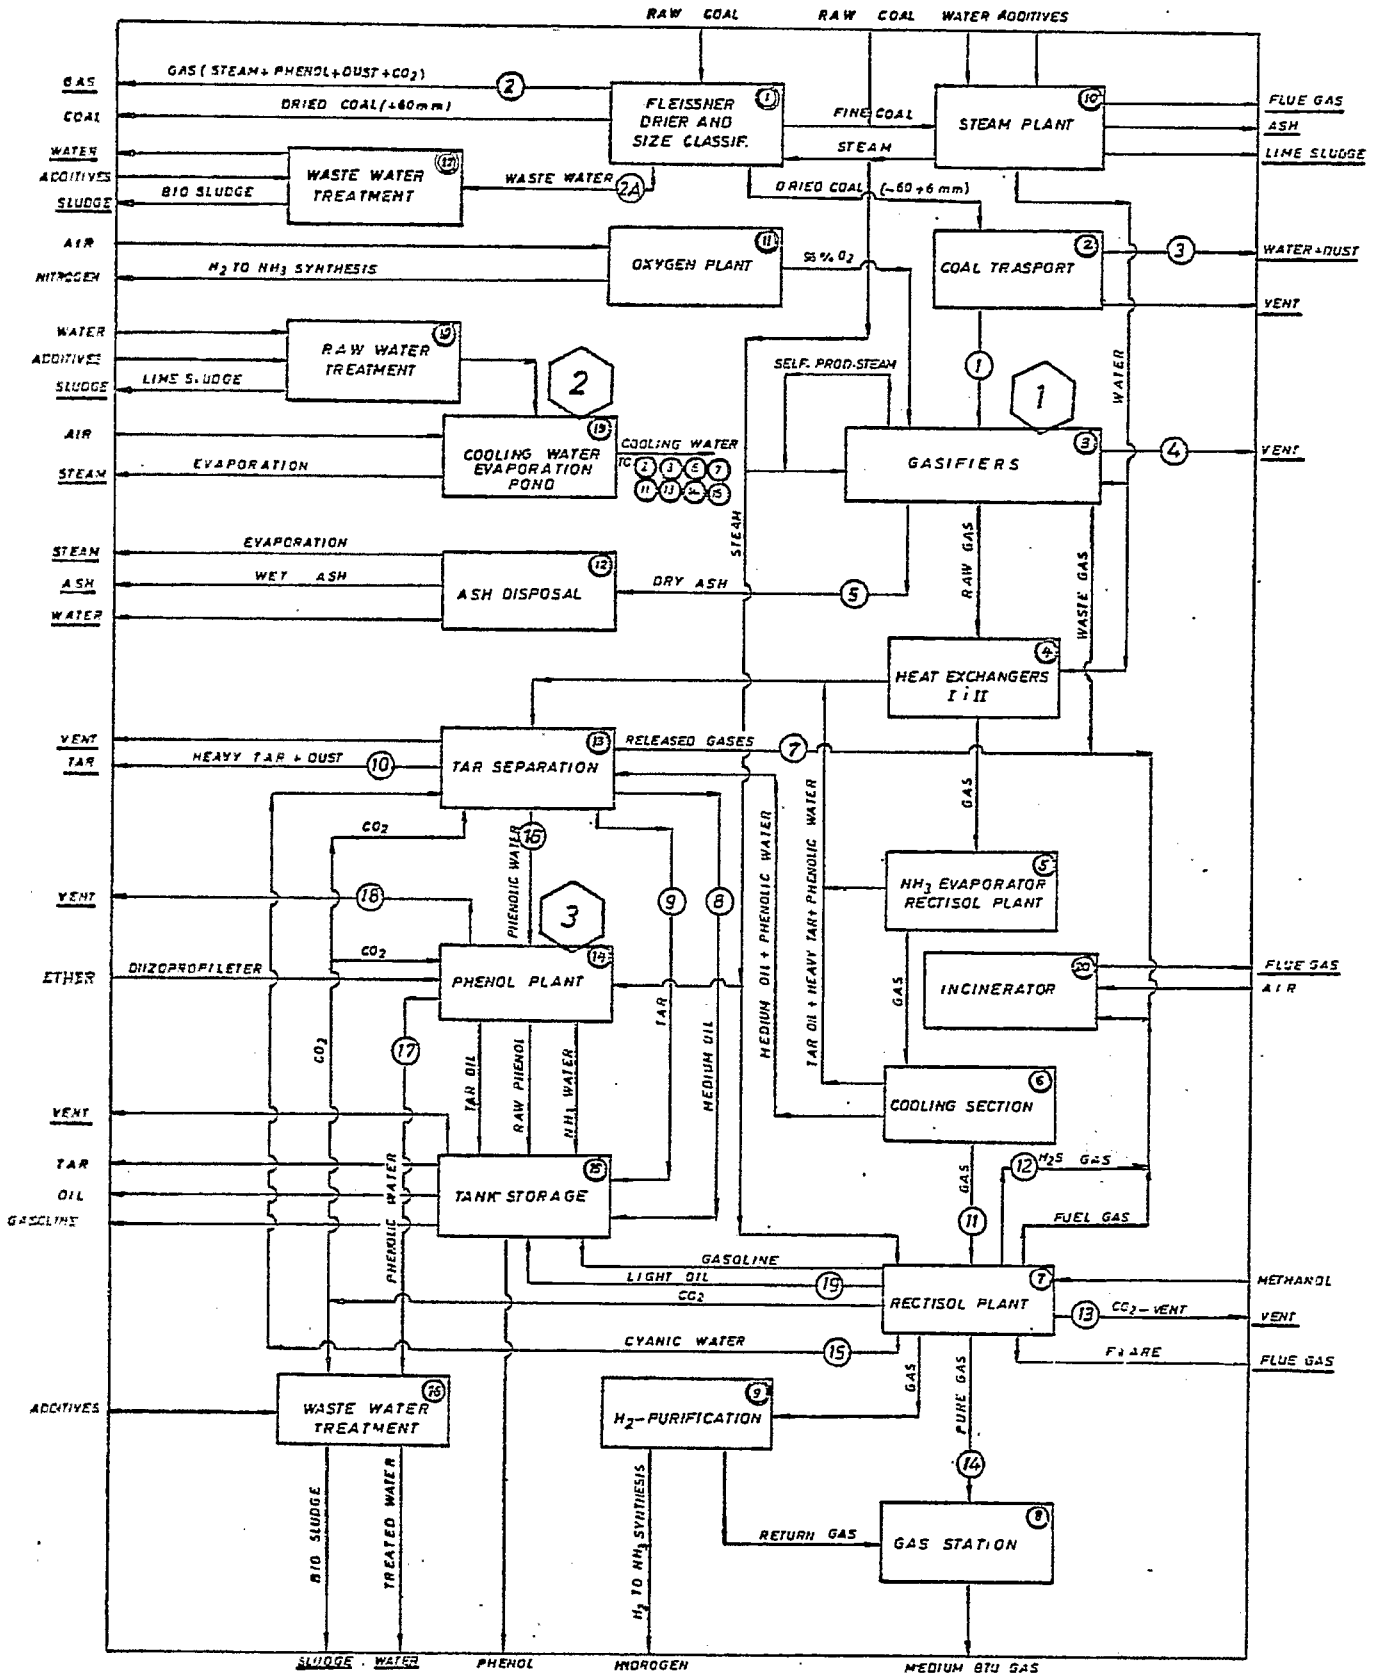 RAW COAL
RAW COAL
WATER ADDITIVES
GAS
GAS (STEAM+PHENOL+DUST+CO2)
2
COAL
DRIED COAL (+60mm)
1
FLEISSNER
DRIER AND
SIZE CLASSIF.
FINE COAL
STEAM
10
STEAM PLANT
FLUE GAS
ASH
LIME SLUDGE
WATER
ADDITIVES
SLUDGE
BIO SLUDGE
WASTE WATER
TREATMENT
WASTE WATER
2A
DRIED COAL (-60+6 mm)
AIR
NITROGEN
N2 TO NH3 SYNTHESIS
11
OXYGEN PLANT
2
COAL TRASPORT
3
WATER+DUST
VENT
WATER
ADDITIVES
SLUDGE
LIME SLUDGE
RAW WATER
TREATMENT
2
SELF. PROD.STEAM
1
1
WATER
AIR
STEAM
EVAPORATION
19
COOLING WATER
EVAPORATION
POND
COOLING WATER
TO
2 3 5 7
3
GASIFIERS
4
VENT
STEAM
EVAPORATION
ASH
WET ASH
WATER
12
ASH DISPOSAL
DRY ASH
5
STEAM
RAW GAS
WASTE GAS
4
HEAT EXCHANGERS
I i II
VENT
TAR
HEAVY TAR + DUST
10
13
TAR SEPARATION
RELEASED GASES
7
CO2
PHENOLIC WATER
16
9
8
MEDIUM OIL + PHENOLIC WATER
TAR OIL + HEAVY TAR+ PHENOLIC WATER
GAS
5
NH3 EVAPORATOR
RECTISOL PLANT
VENT
18
3
CO2
ETHER
DIIZOPROPILETER
14
PHENOL PLANT
TAR
MEDIUM OIL
GAS
20
INCINERATOR
FLUE GAS
AIR
CO2
17
TAR OIL
RAW PHENOL
NH3 WATER
6
COOLING SECTION
VENT
TAR
OIL
GASOLINE
PHENOLIC WATER
15
TANK STORAGE
GAS
11
12
H2S GAS
FUEL GAS
GASOLINE
LIGHT OIL
19
CO2
7
RECTISOL PLANT
METHANOL
13
CO2-VENT
VENT
FLARE
FLUE GAS
CYANIC WATER
15
GAS
PURE GAS
ADDITIVES
16
WASTE WATER
TREATMENT
9
H2-PURIFICATION
14
BIO SLUDGE
TREATED WATER
H2 TO NH3 SYNTHESIS
RETURN GAS
8
GAS STATION
SLUDGE . WATER
PHENOL
HYDROGEN
MEDIUM BTU GAS